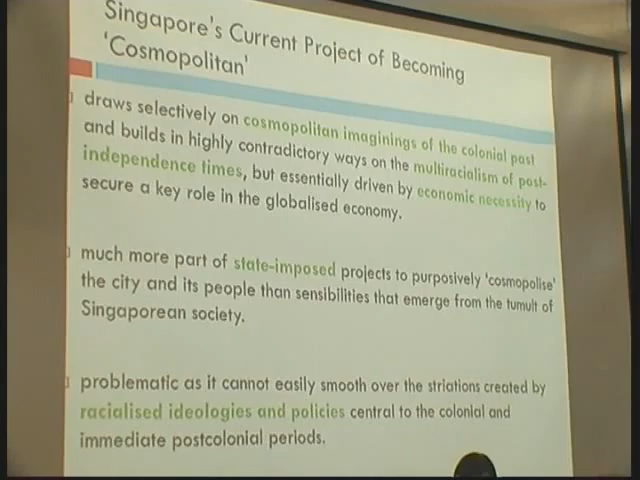 Singapore's Current Project of Becoming
'Cosmopolitan'
draws selectively on cosmopolitan imaginings of the colonial past
and builds in highly contradictory ways on the multiracialism of post-
independence times, but essentially driven by economic necessity to
secure a key role in the globalised economy.
much more part of state-imposed projects to purposively 'cosmopolise'
the city and its people than sensibilities that emerge from the tumult of
Singaporean society.
problematic as it cannot easily smooth over the striations created by
racialised ideologies and policies central to the colonial and
immediate postcolonial periods.